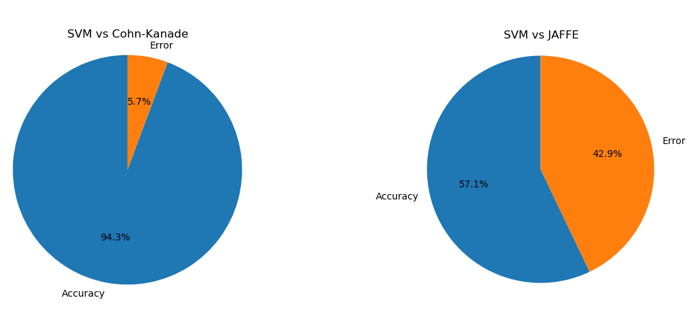 SVM vs Cohn-Kanade
Error
5.7%
94.3%
Accuracy
SVM vs JAFFE
Error
42.9%
57.1%
Accuracy